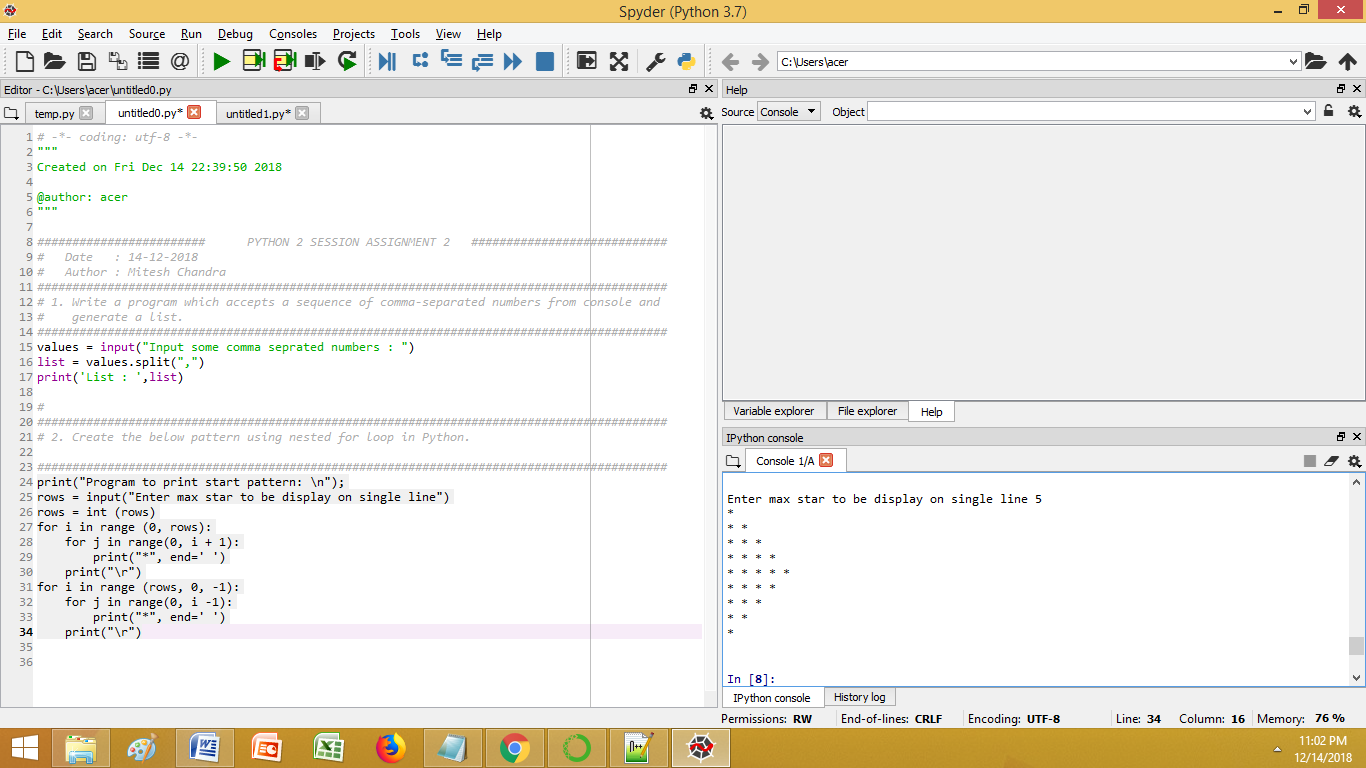 Spyder (Python 3.7)
File Edit Search Source Run Debug Consoles Projects Tools View Help
C:\Users\acer
Editor - C:\Users\acer\untitled0.py
temp.py untitled0.py* untitled1.py*
1 # -*- coding: utf-8 -*-
2 """
3 Created on Fri Dec 14 22:39:50 2018
4
5 @author: acer
6 """
7
8 ######################## PYTHON 2 SESSION ASSIGNMENT 2 ############################
9 # Date : 14-12-2018
10 # Author : Mitesh Chandra
11 ##########################################################################################
12 # 1. Write a program which accepts a sequence of comma-separated numbers from console and
13 # generate a list.
14 ##########################################################################################
15 values = input("Input some comma seprated numbers : ")
16 list = values.split(",")
17 print('List : ',list)
18
19 #
20 ##########################################################################################
21 # 2. Create the below pattern using nested for loop in Python.
22
23 ##########################################################################################
24 print("Program to print start pattern: \n");
25 rows = input("Enter max star to be display on single line")
26 rows = int (rows)
27 for i in range (0, rows):
28     for j in range(0, i + 1):
29         print("*", end=' ')
30     print("\r")
31 for i in range (rows, 0, -1):
32     for j in range(0, i -1):
33         print("*", end=' ')
34     print("\r")
35
36
Help
Source Console Object
Variable explorer File explorer Help
IPython console
Console 1/A
Enter max star to be display on single line 5
*
* *
* * *
* * * *
* * * * *
* * * *
* * *
* *
*
In [8]:
IPython console History log
Permissions: RW End-of-lines: CRLF Encoding: UTF-8 Line: 34 Column: 16 Memory: 76 %
11:02 PM
12/14/2018